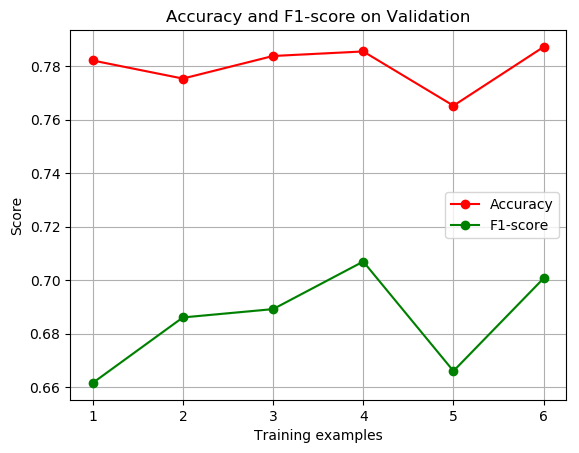 Accuracy and F1-score on Validation
0.78
0.76
0.74
0.72
0.70
0.68
0.66
Score
Accuracy
F1-score
1 2 3 4 5 6
Training examples